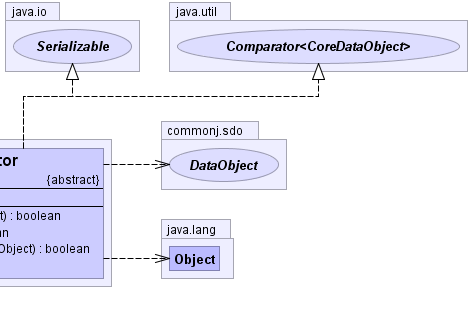 java.io
java.util
Serializable
Comparator<CoreDataObject>
commonj.sdo
DataObject
tor
{abstract}
t) : boolean
an
Object) : boolean
java.lang
Object